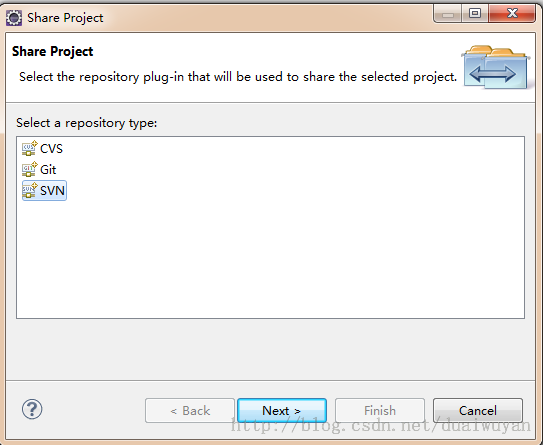 Share Project
Share Project
Select the repository plug-in that will be used to share the selected project.
Select a repository type:
CVS
Git
SVN
?
< Back
Next >
Finish
Cancel
http://blog.csdn.net/duaiwuyan